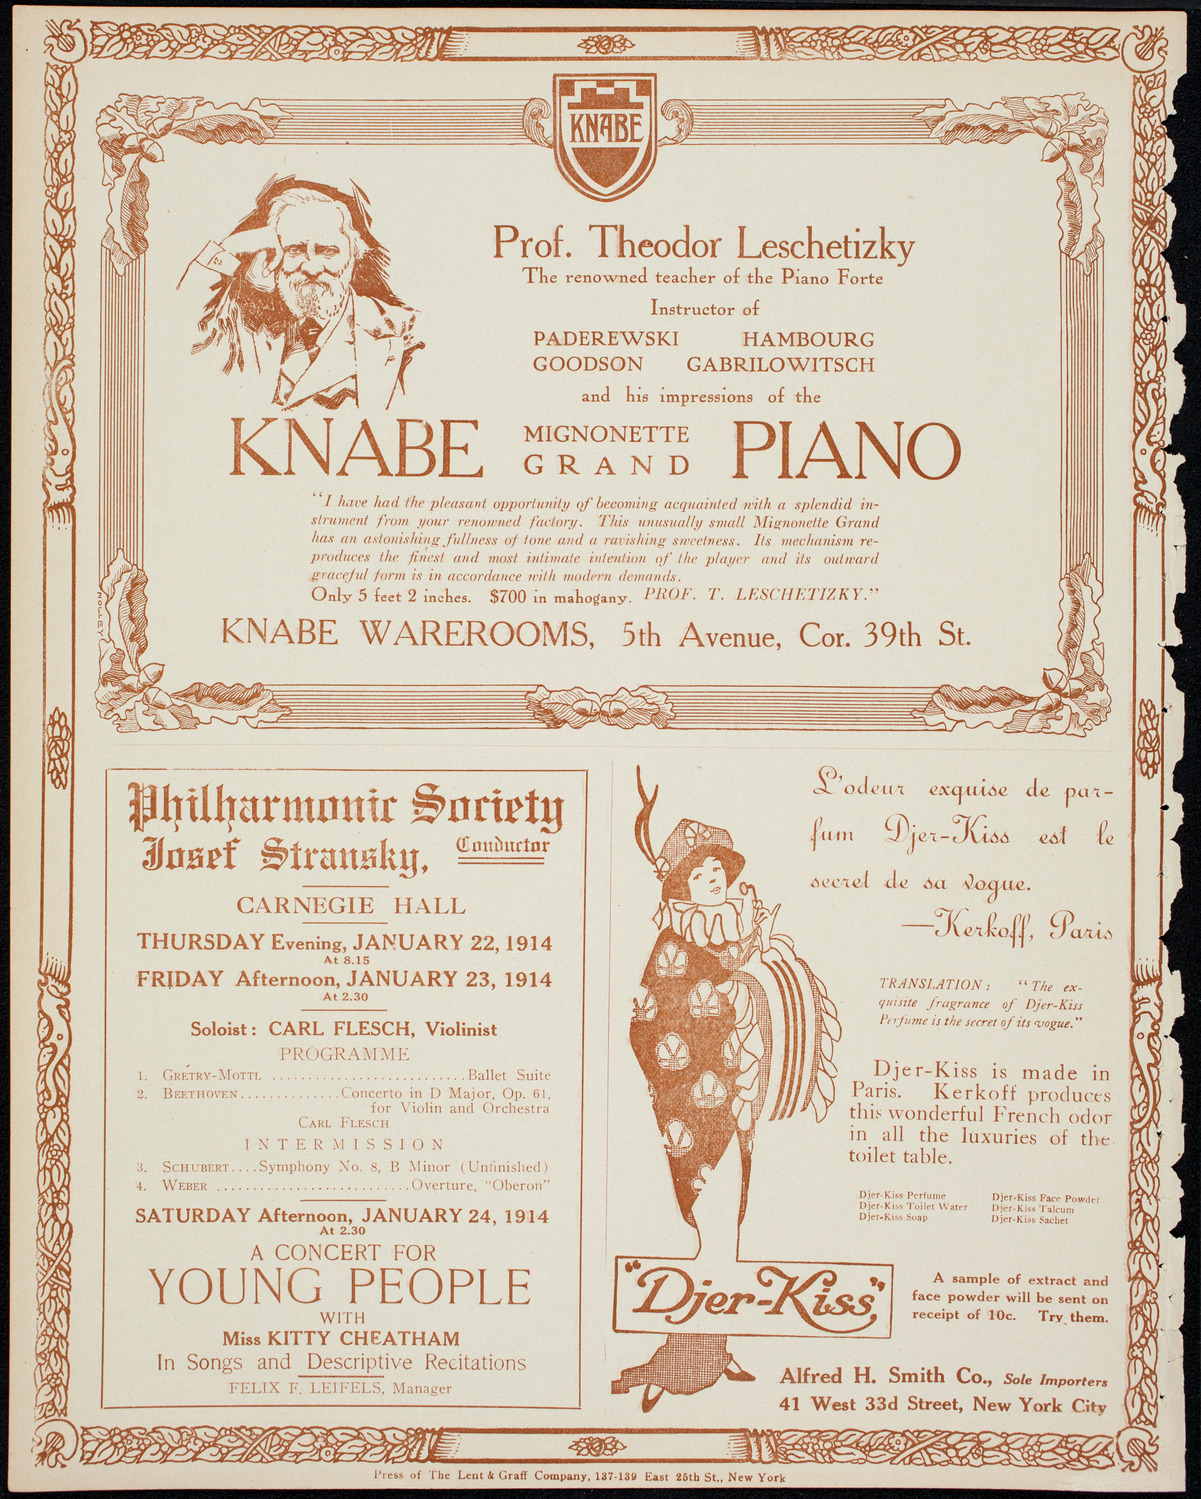 KNABE
Prof. Theodor Leschetizky
The renowned teacher of the Piano Forte
Instructor of
PADEREWSKI HAMBOURG
GOODSON GABRILOWITSCH
and his impressions of the
KNABE MIGNONETTE GRAND PIANO
"I have had the pleasant opportunity of becoming acquainted with a splendid in-
strument from your renowned factory. This unusually small Mignonette Grand
has an astonishing fullness of tone and a ravishing sweetness. Its mechanism re-
produces the finest and most intimate intention of the player and its outward
graceful form is in accordance with modern demands.
Only 5 feet 2 inches. $700 in mahogany. PROF. T. LESCHETIZKY."
KNABE WAREROOMS, 5th Avenue, Cor. 39th St.
Philharmonic Society
Josef Stransky, Conductor
CARNEGIE HALL
THURSDAY Evening, JANUARY 22, 1914
At 8.15
FRIDAY Afternoon, JANUARY 23, 1914
At 2.30
Soloist: CARL FLESCH, Violinist
PROGRAMME
1. GRÉTRY-MOTTL ..........................Ballet Suite
2. BEETHOVEN..............Concerto in D Major, Op. 61,
for Violin and Orchestra
CARL FLESCH
INTERMISSION
3. SCHUBERT....Symphony No. 8, B Minor (Unfinished)
4. WEBER ..........................Overture, "Oberon"
SATURDAY Afternoon, JANUARY 24, 1914
At 2.30
A CONCERT FOR
YOUNG PEOPLE
WITH
Miss KITTY CHEATHAM
In Songs and Descriptive Recitations
FELIX F. LEIFELS, Manager
L'odeur exquise de par-
fum Djer-Kiss est le
secret de sa vogue.
—Kerkoff, Paris
TRANSLATION: "The ex-
quisite fragrance of Djer-Kiss
Perfume is the secret of its vogue."
Djer-Kiss is made in
Paris. Kerkoff produces
this wonderful French odor
in all the luxuries of the
toilet table.
Djer-Kiss Perfume Djer-Kiss Face Powder
Djer-Kiss Toilet Water Djer-Kiss Talcum
Djer-Kiss Soap Djer-Kiss Sachet
"Djer-Kiss"
A sample of extract and
face powder will be sent on
receipt of 10c. Try them.
Alfred H. Smith Co., Sole Importers
41 West 33d Street, New York City
Press of The Lent & Graff Company, 137-139 East 25th St., New York